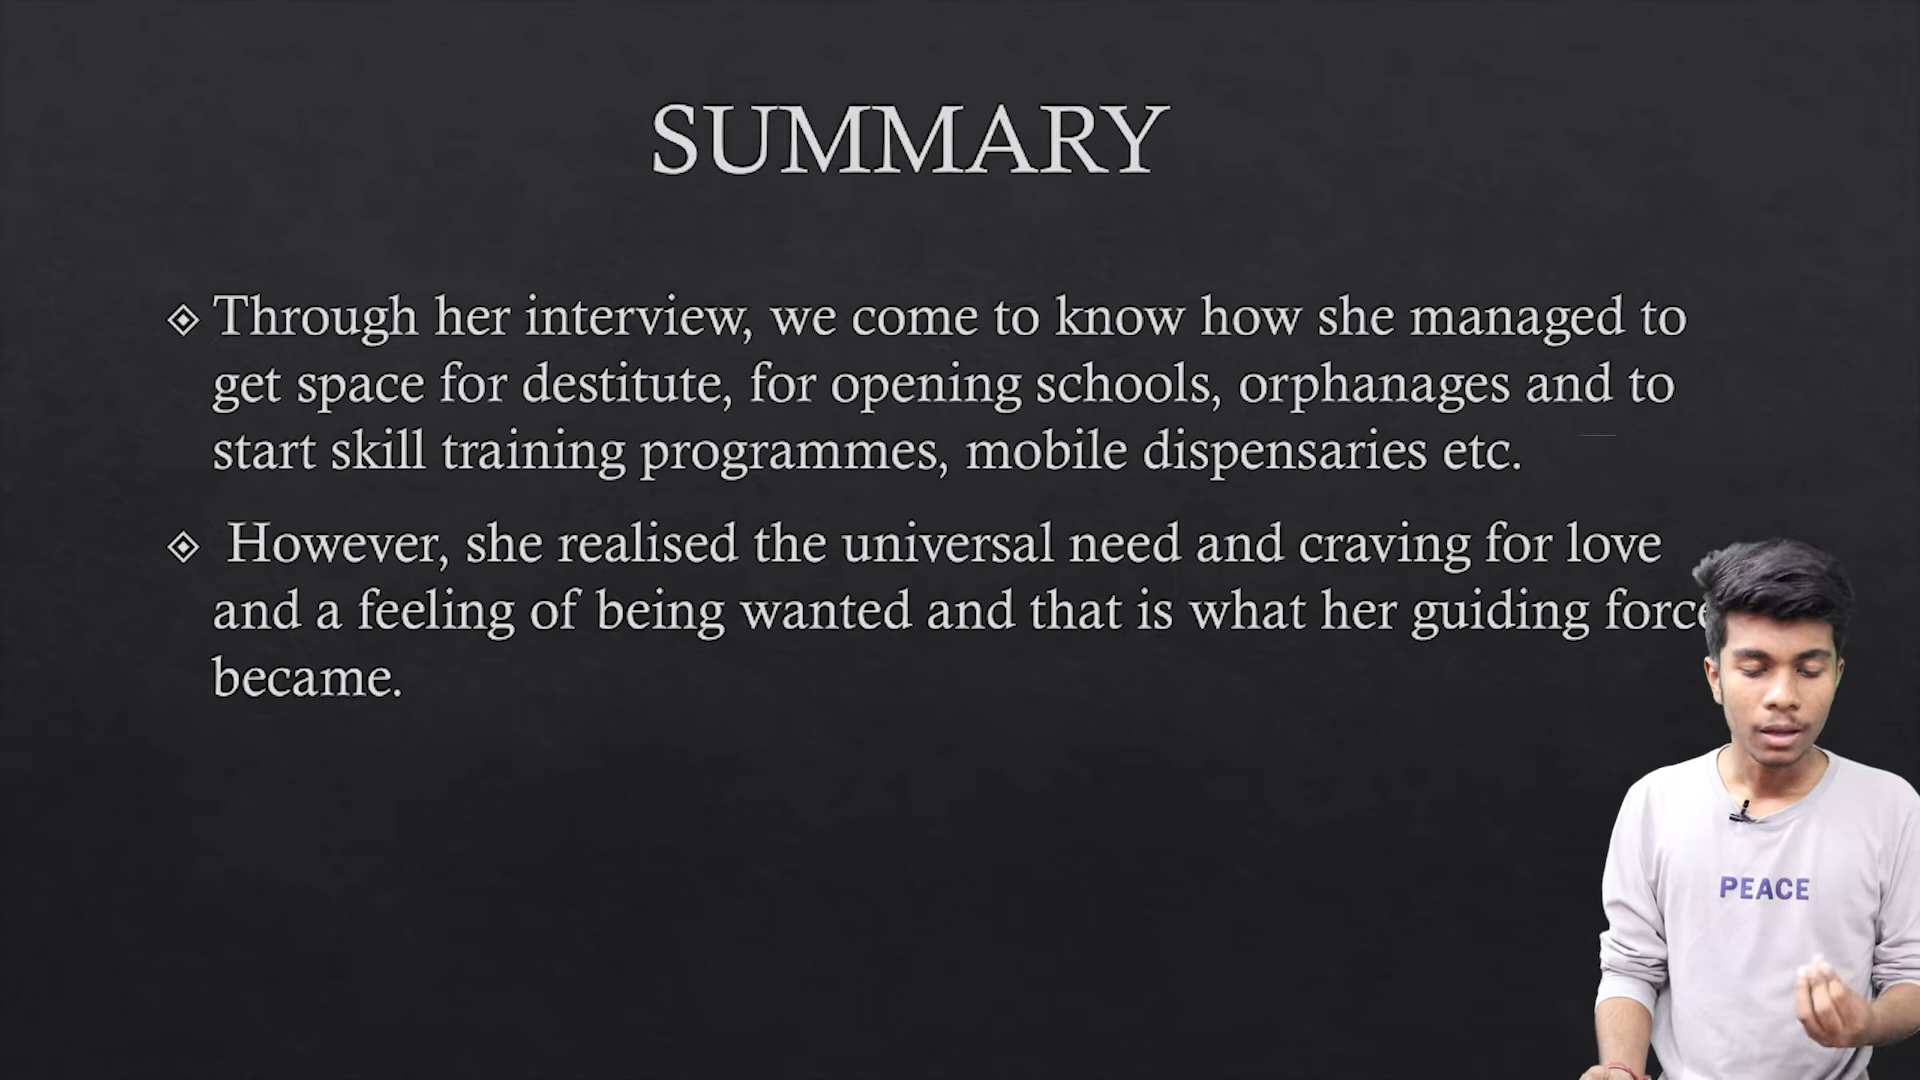 SUMMARY
Through her interview, we come to know how she managed to
get space for destitute, for opening schools, orphanages and to
start skill training programmes, mobile dispensaries etc.
However, she realised the universal need and craving for love
and a feeling of being wanted and that is what her guiding force
became.
PEACE